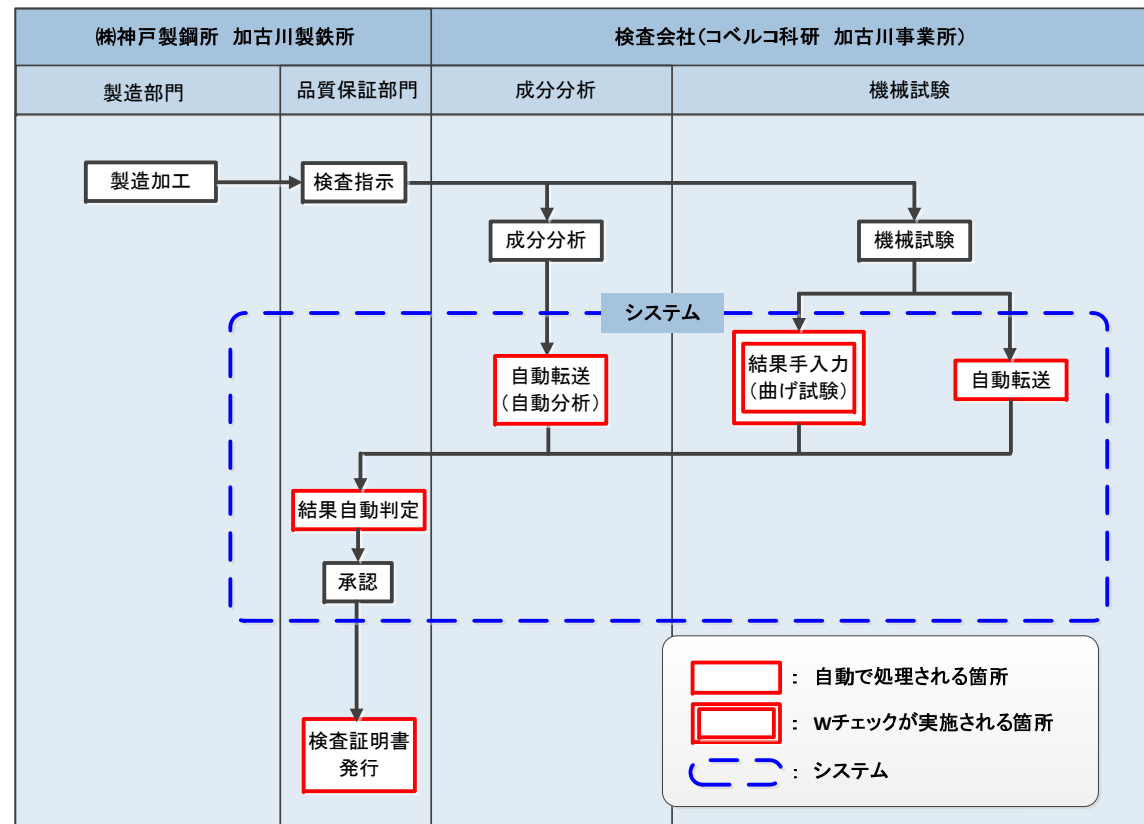 ㈱神戸製鋼所 加古川製鉄所
検査会社(コベルコ科研 加古川事業所)
製造部門
品質保証部門
成分分析
機械試験
製造加工
検査指示
成分分析
機械試験
システム
自動転送
(自動分析)
結果手入力
(曲げ試験)
自動転送
結果自動判定
承認
検査証明書
発行
: 自動で処理される箇所
: Wチェックが実施される箇所
: システム